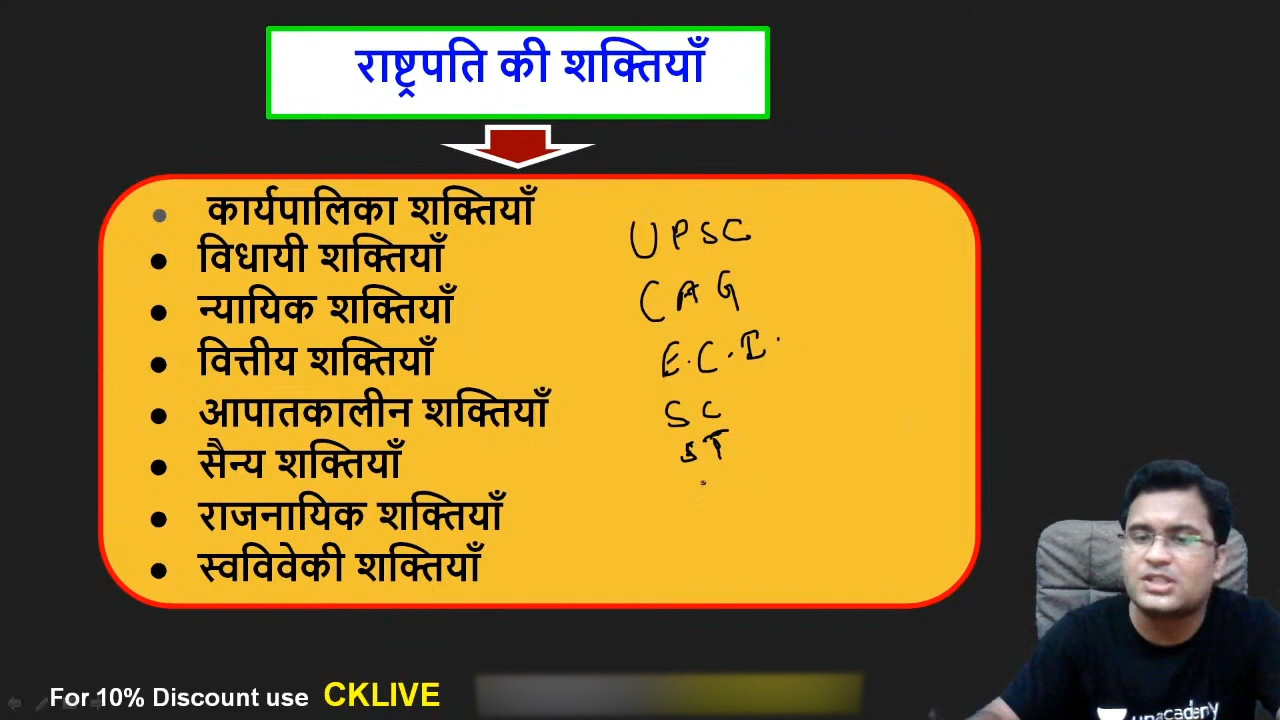 राष्ट्रपति की शक्तियाँ
कार्यपालिका शक्तियाँ
विधायी शक्तियाँ
न्यायिक शक्तियाँ
वित्तीय शक्तियाँ
आपातकालीन शक्तियाँ
सैन्य शक्तियाँ
राजनायिक शक्तियाँ
स्वविवेकी शक्तियाँ
UPSC
CAG
E.C.I.
SC
ST
For 10% Discount use CKLIVE
unacademy